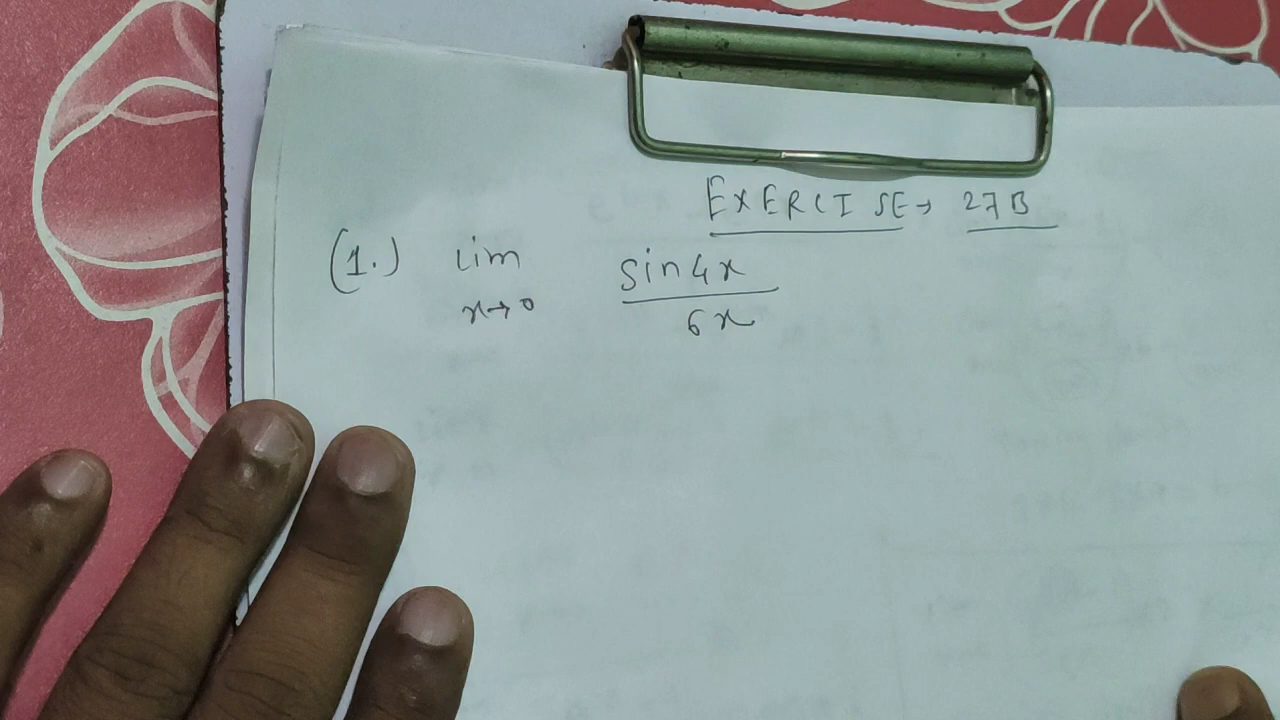 EXERCISE→ 27B
(1.) lim sin4x
x→0 6x